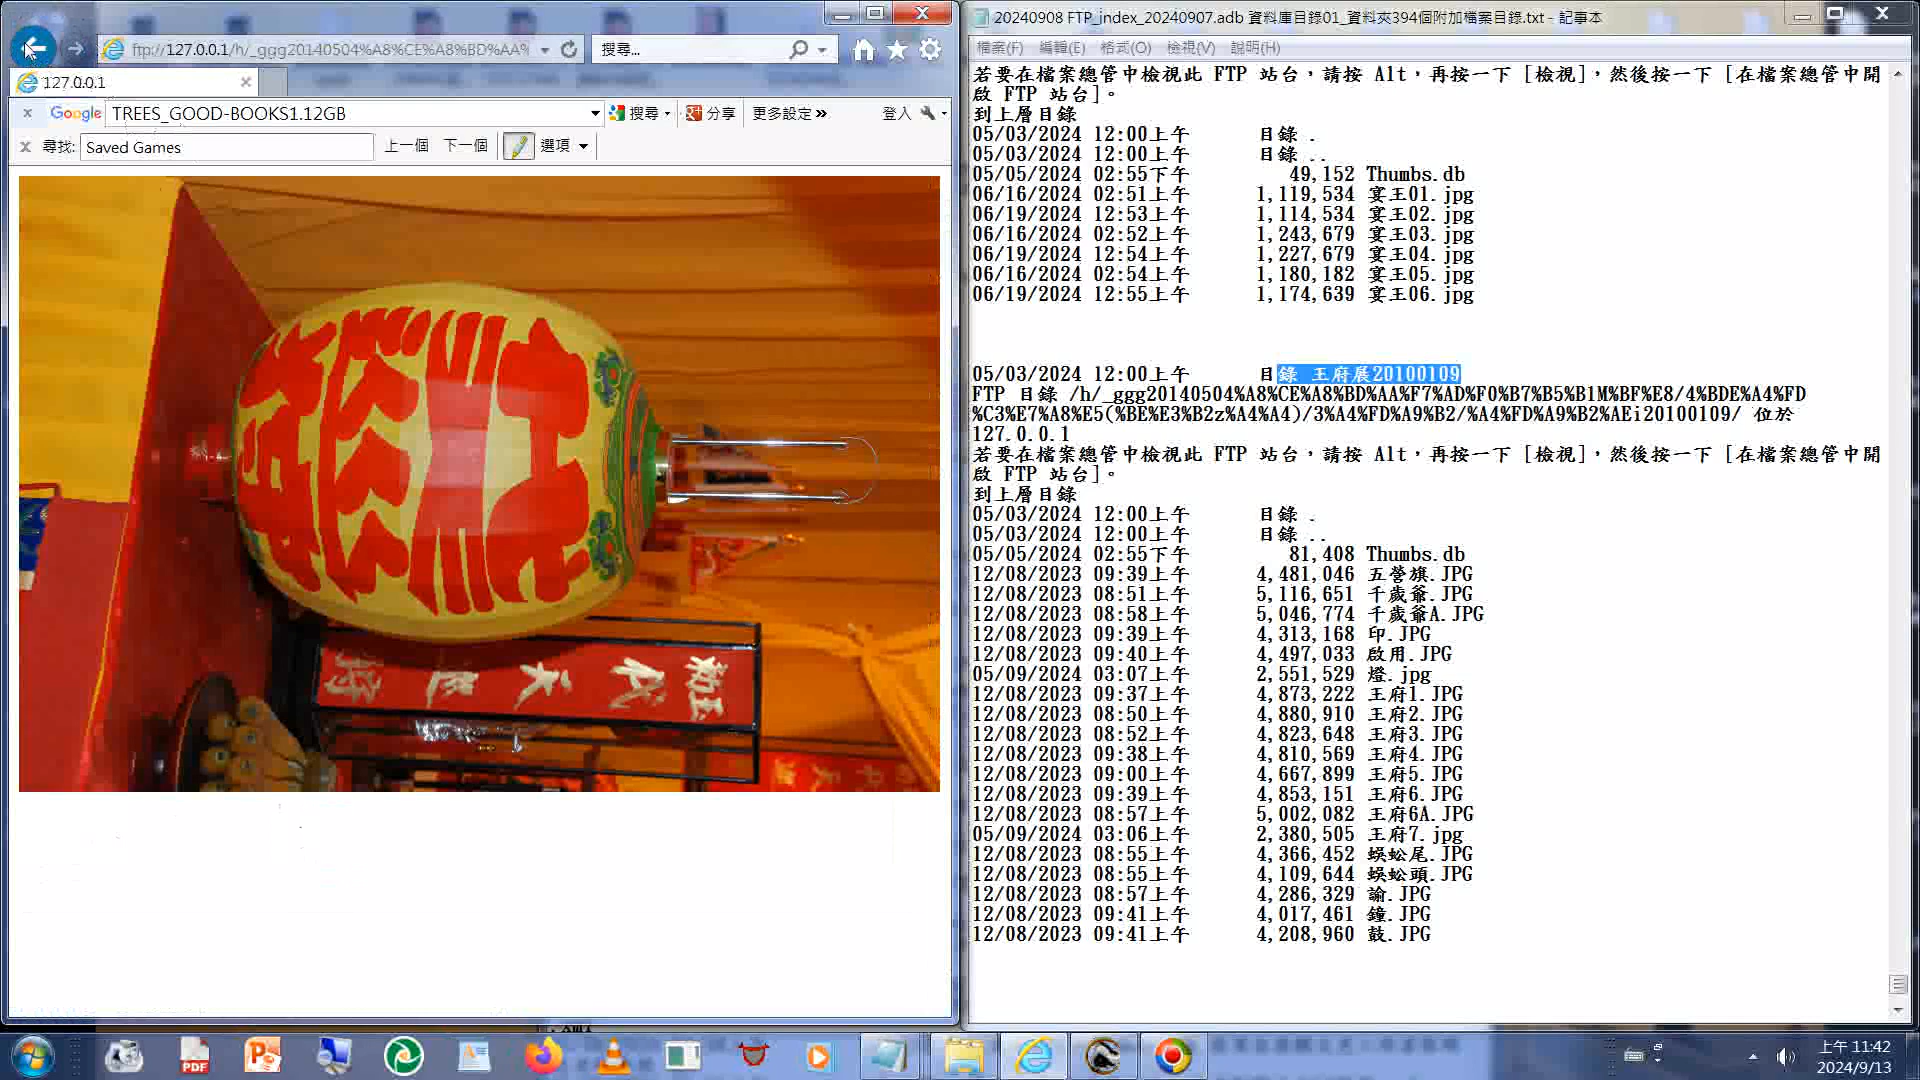 ftp://127.0.0.1/h/_ggg20140504%A8%CE%A8%BD%AA%
搜尋...
127.0.0.1
Google TREES_GOOD-BOOKS1.12GB 搜尋 分享 更多設定 » 登入
尋找: Saved Games 上一個 下一個 選項
20240908 FTP_index_20240907.adb 資料庫目錄01_資料夾394個附加檔案目錄.txt - 記事本
檔案(F) 編輯(E) 格式(O) 檢視(V) 說明(H)
若要在檔案總管中檢視此 FTP 站台，請按 Alt，再按一下 [檢視]，然後按一下 [在檔案總管中開
啟 FTP 站台]。
到上層目錄
05/03/2024 12:00上午 目錄 .
05/03/2024 12:00上午 目錄 ..
05/05/2024 02:55下午 49,152 Thumbs.db
06/16/2024 02:51上午 1,119,534 宴王01.jpg
06/19/2024 12:53上午 1,114,534 宴王02.jpg
06/16/2024 02:52上午 1,243,679 宴王03.jpg
06/19/2024 12:54上午 1,227,679 宴王04.jpg
06/16/2024 02:54上午 1,180,182 宴王05.jpg
06/19/2024 12:55上午 1,174,639 宴王06.jpg
05/03/2024 12:00上午 目錄 王府展20100109
FTP 目錄 /h/_ggg20140504%A8%CE%A8%BD%AA%F7%AD%F0%B7%B5%B1M%BF%E8/4%BDE%A4%FD
%C3%E7%A8%E5(%BE%E3%B2z%A4%A4)/3%A4%FD%A9%B2/%A4%FD%A9%B2%AEi20100109/ 位於
127.0.0.1
若要在檔案總管中檢視此 FTP 站台，請按 Alt，再按一下 [檢視]，然後按一下 [在檔案總管中開
啟 FTP 站台]。
到上層目錄
05/03/2024 12:00上午 目錄 .
05/03/2024 12:00上午 目錄 ..
05/05/2024 02:55下午 81,408 Thumbs.db
12/08/2023 09:39上午 4,481,046 五營旗.JPG
12/08/2023 08:51上午 5,116,651 千歲爺.JPG
12/08/2023 08:58上午 5,046,774 千歲爺A.JPG
12/08/2023 09:39上午 4,313,168 印.JPG
12/08/2023 09:40上午 4,497,033 啟用.JPG
05/09/2024 03:07上午 2,551,529 燈.jpg
12/08/2023 09:37上午 4,873,222 王府1.JPG
12/08/2023 08:50上午 4,880,910 王府2.JPG
12/08/2023 08:52上午 4,823,648 王府3.JPG
12/08/2023 09:38上午 4,810,569 王府4.JPG
12/08/2023 09:00上午 4,667,899 王府5.JPG
12/08/2023 09:39上午 4,853,151 王府6.JPG
12/08/2023 08:57上午 5,002,082 王府6A.JPG
05/09/2024 03:06上午 2,380,505 王府7.jpg
12/08/2023 08:55上午 4,366,452 蜈蚣尾.JPG
12/08/2023 08:55上午 4,109,644 蜈蚣頭.JPG
12/08/2023 08:57上午 4,286,329 諭.JPG
12/08/2023 09:41上午 4,017,461 鐘.JPG
12/08/2023 09:41上午 4,208,960 鼓.JPG
代天巡
PDF
上午 11:42
2024/9/13